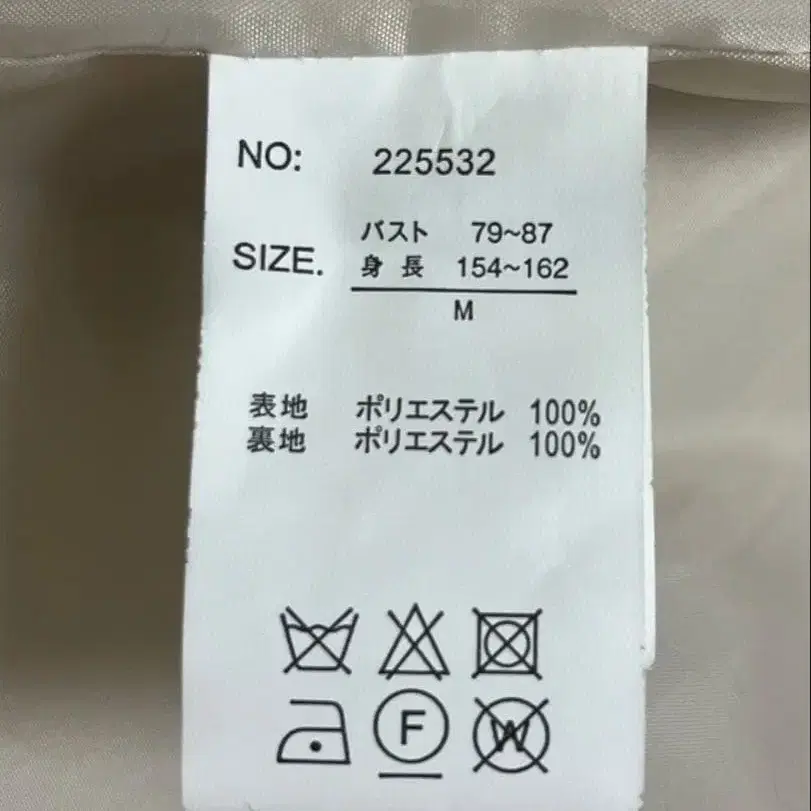 NO: 225532
バスト 79~87
SIZE. 身長 154~162
M
表地 ポリエステル 100%
裏地 ポリエステル 100%
F W